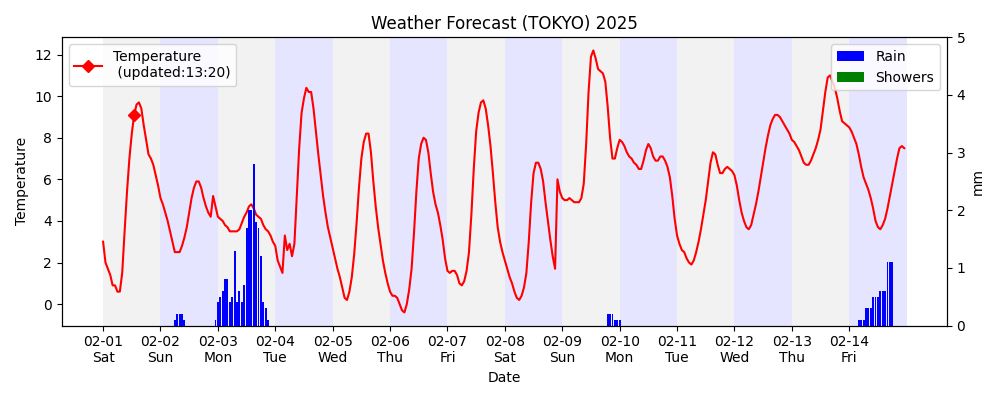 Weather Forecast (TOKYO) 2025
Temperature
(updated:13:20)
Rain
Showers
Temperature
12
10
8
6
4
2
0
5
4
3
2
1
0
mm
02-01 02-02 02-03 02-04 02-05 02-06 02-07 02-08 02-09 02-10 02-11 02-12 02-13 02-14
Sat Sun Mon Tue Wed Thu Fri Sat Sun Mon Tue Wed Thu Fri
Date